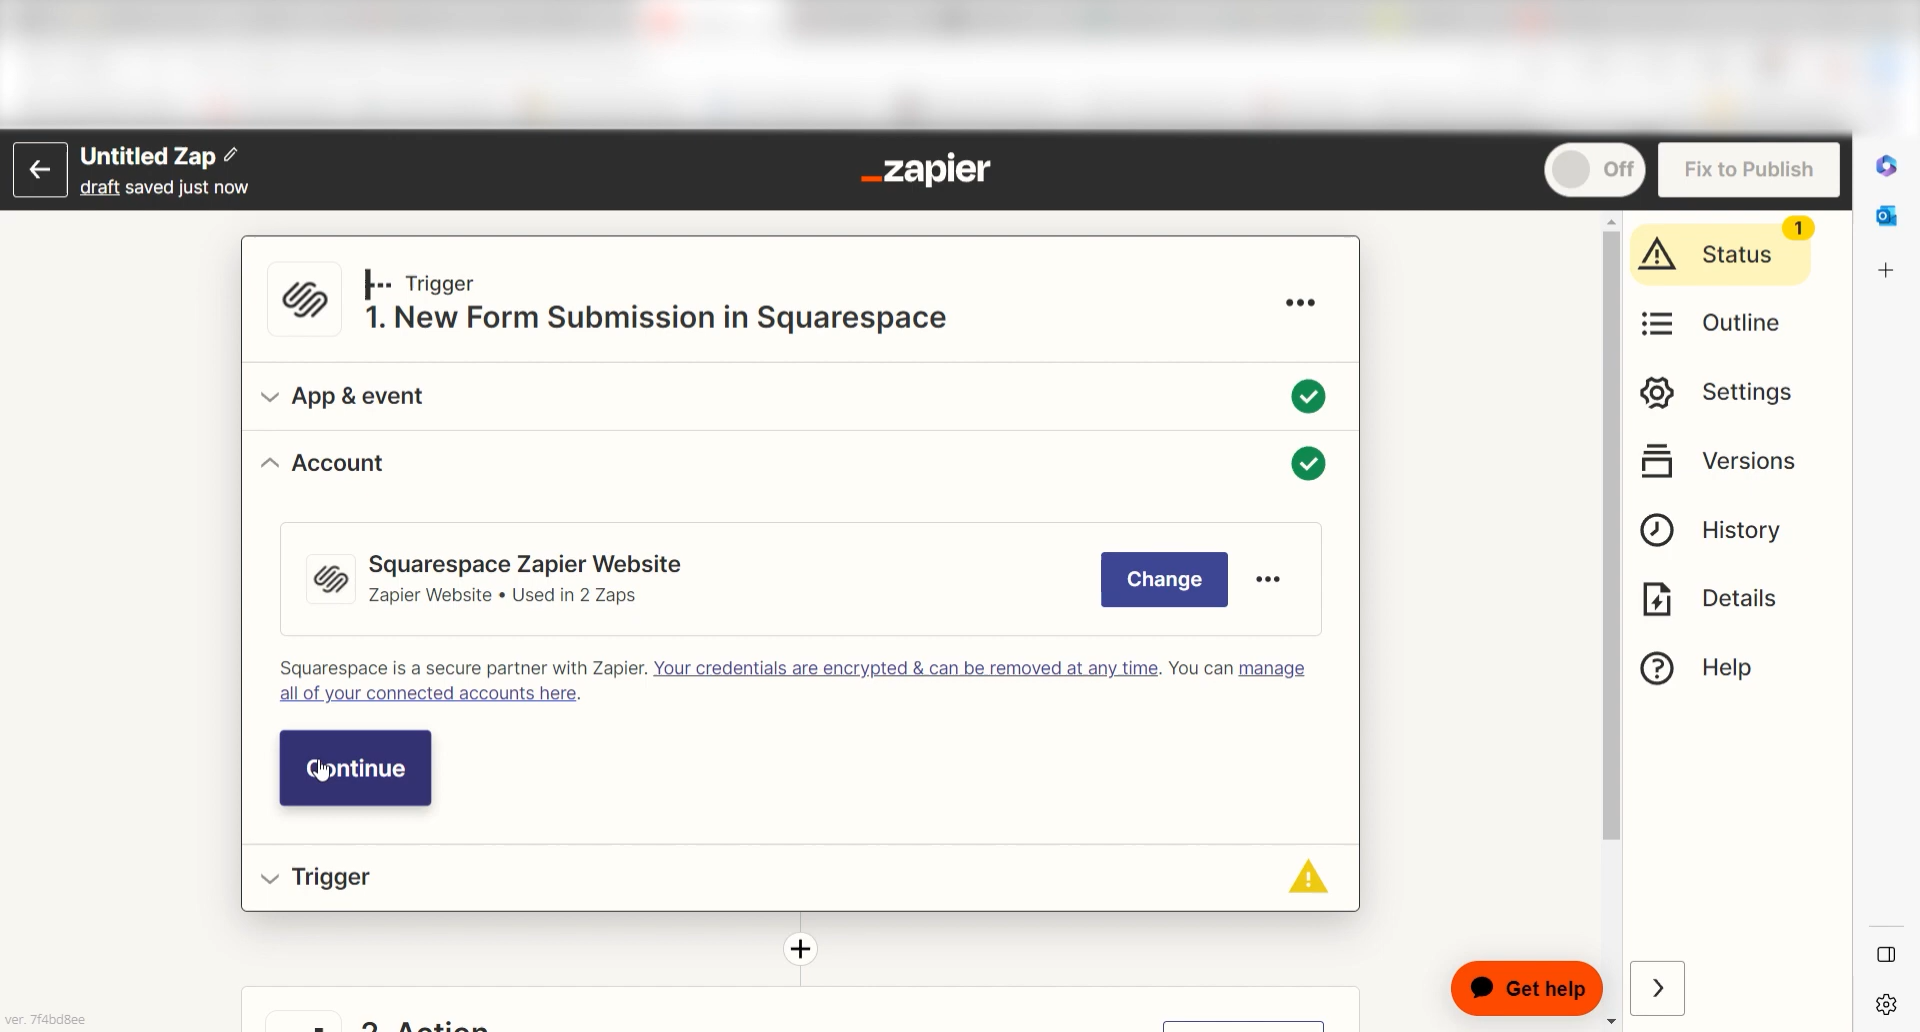 Untitled Zap
draft saved just now
zapier
Off
Fix to Publish
Trigger
1. New Form Submission in Squarespace
App & event
Account
Squarespace Zapier Website
Zapier Website • Used in 2 Zaps
Change
Squarespace is a secure partner with Zapier. Your credentials are encrypted & can be removed at any time. You can manage
all of your connected accounts here.
Continue
Trigger
2. Action
1
Status
Outline
Settings
Versions
History
Details
Help
Get help
ver. 7f4bd8ee